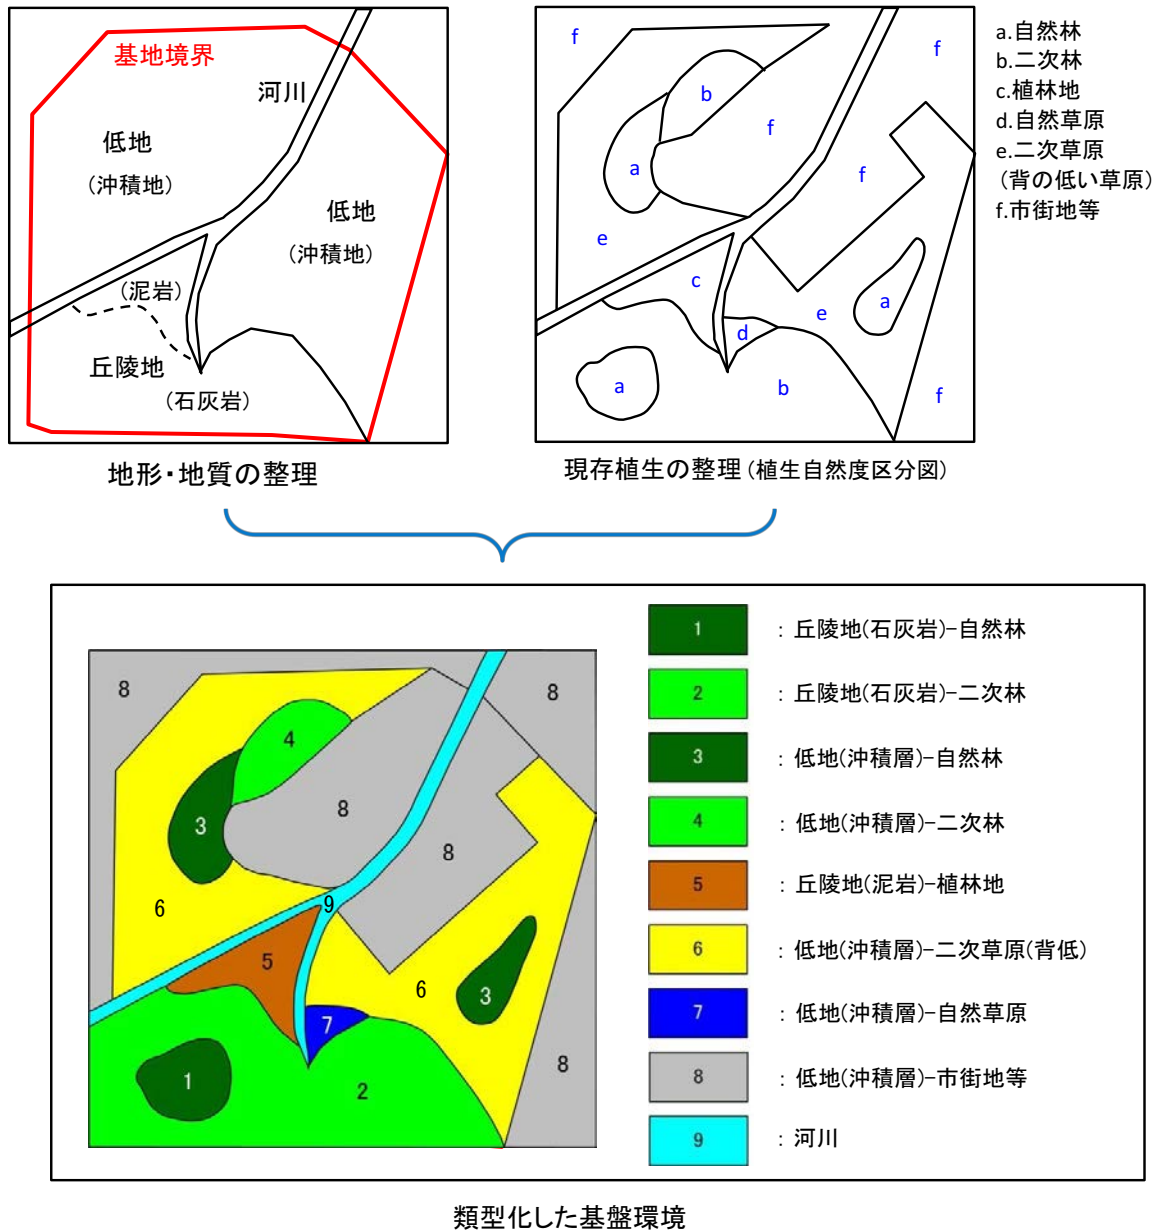 基地境界
河川
低地
(沖積地)
低地
(沖積地)
(泥岩)
丘陵地
(石灰岩)
地形・地質の整理
f
f
b
f
a
f
e
c
a
e
d
a
b
f
a.自然林
b.二次林
c.植林地
d.自然草原
e.二次草原
(背の低い草原)
f.市街地等
現存植生の整理(植生自然度区分図)
8
8
4
8
3
8
6
9
5
6
3
7
8
1
2
1 : 丘陵地(石灰岩)-自然林
2 : 丘陵地(石灰岩)-二次林
3 : 低地(沖積層)-自然林
4 : 低地(沖積層)-二次林
5 : 丘陵地(泥岩)-植林地
6 : 低地(沖積層)-二次草原(背低)
7 : 低地(沖積層)-自然草原
8 : 低地(沖積層)-市街地等
9 : 河川
類型化した基盤環境